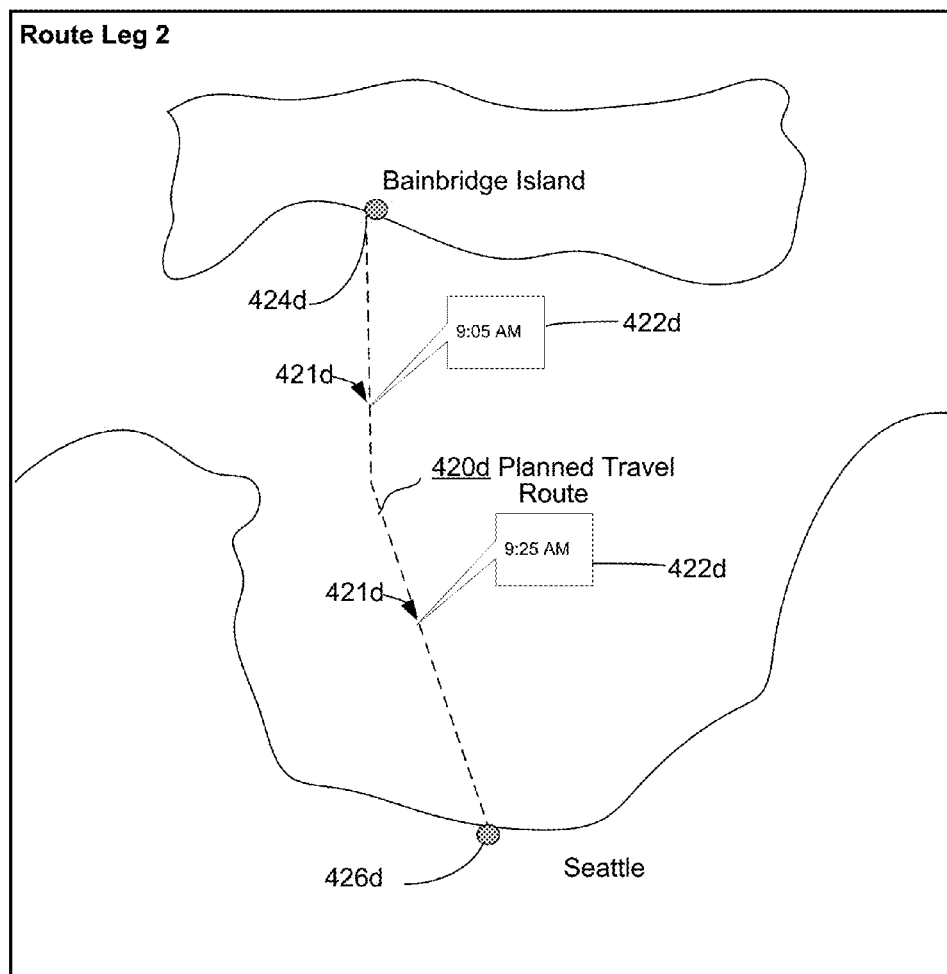 Route Leg 2
Bainbridge Island
424d
9:05 AM
422d
421d
420d Planned Travel
Route
9:25 AM
422d
421d
426d
Seattle